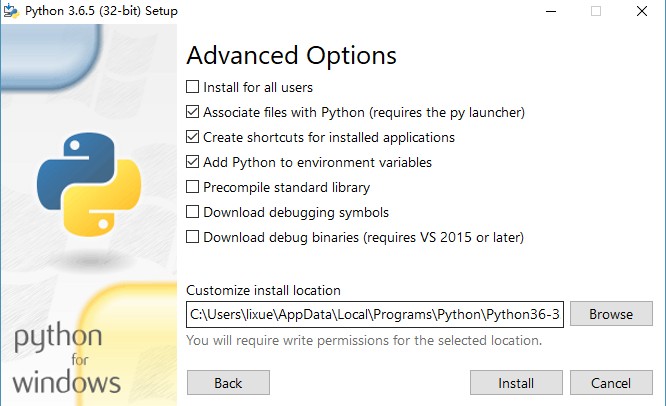 Python 3.6.5 (32-bit) Setup
Advanced Options
Install for all users
Associate files with Python (requires the py launcher)
Create shortcuts for installed applications
Add Python to environment variables
Precompile standard library
Download debugging symbols
Download debug binaries (requires VS 2015 or later)
Customize install location
C:\Users\lixue\AppData\Local\Programs\Python\Python36-3
Browse
You will require write permissions for the selected location.
python
for
windows
Back
Install
Cancel